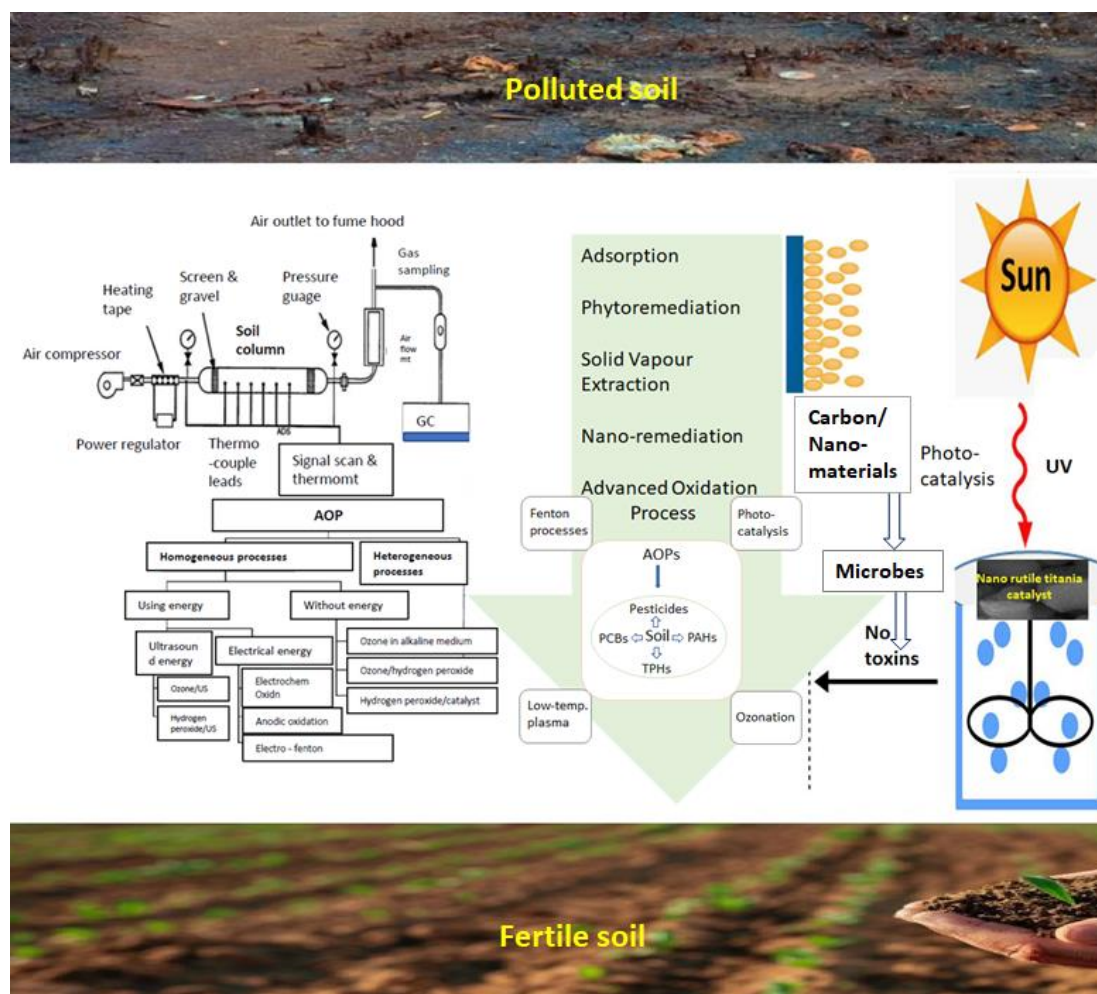 Polluted soil
Air outlet to fume hood
Gas
sampling
Screen &
gravel
Pressure
guage
Heating
tape
Soil
column
Air compressor
Air
flow
mt
GC
Power regulator
Thermo
-couple
leads
ADS
Signal scan &
thermomt
AOP
Homogeneous processes
Heterogeneous
processes
Using energy
Without energy
Ultrasoun
d energy
Electrical energy
Ozone/US
Hydrogen
peroxide/US
Electrochem
Oxidn
Anodic oxidation
Electro - fenton
Ozone in alkaline medium
Ozone/hydrogen peroxide
Hydrogen peroxide/catalyst
Adsorption
Phytoremediation
Solid Vapour
Extraction
Nano-remediation
Advanced Oxidation
Process
Fenton
processes
Photo-
catalysis
AOPs
Pesticides
PCBs
Soil
PAHs
TPHs
Low-temp.
plasma
Ozonation
Carbon/
Nano-
materials
Microbes
No
toxins
Sun
Photo-
catalysis
UV
Nano rutile titania
catalyst
Fertile soil